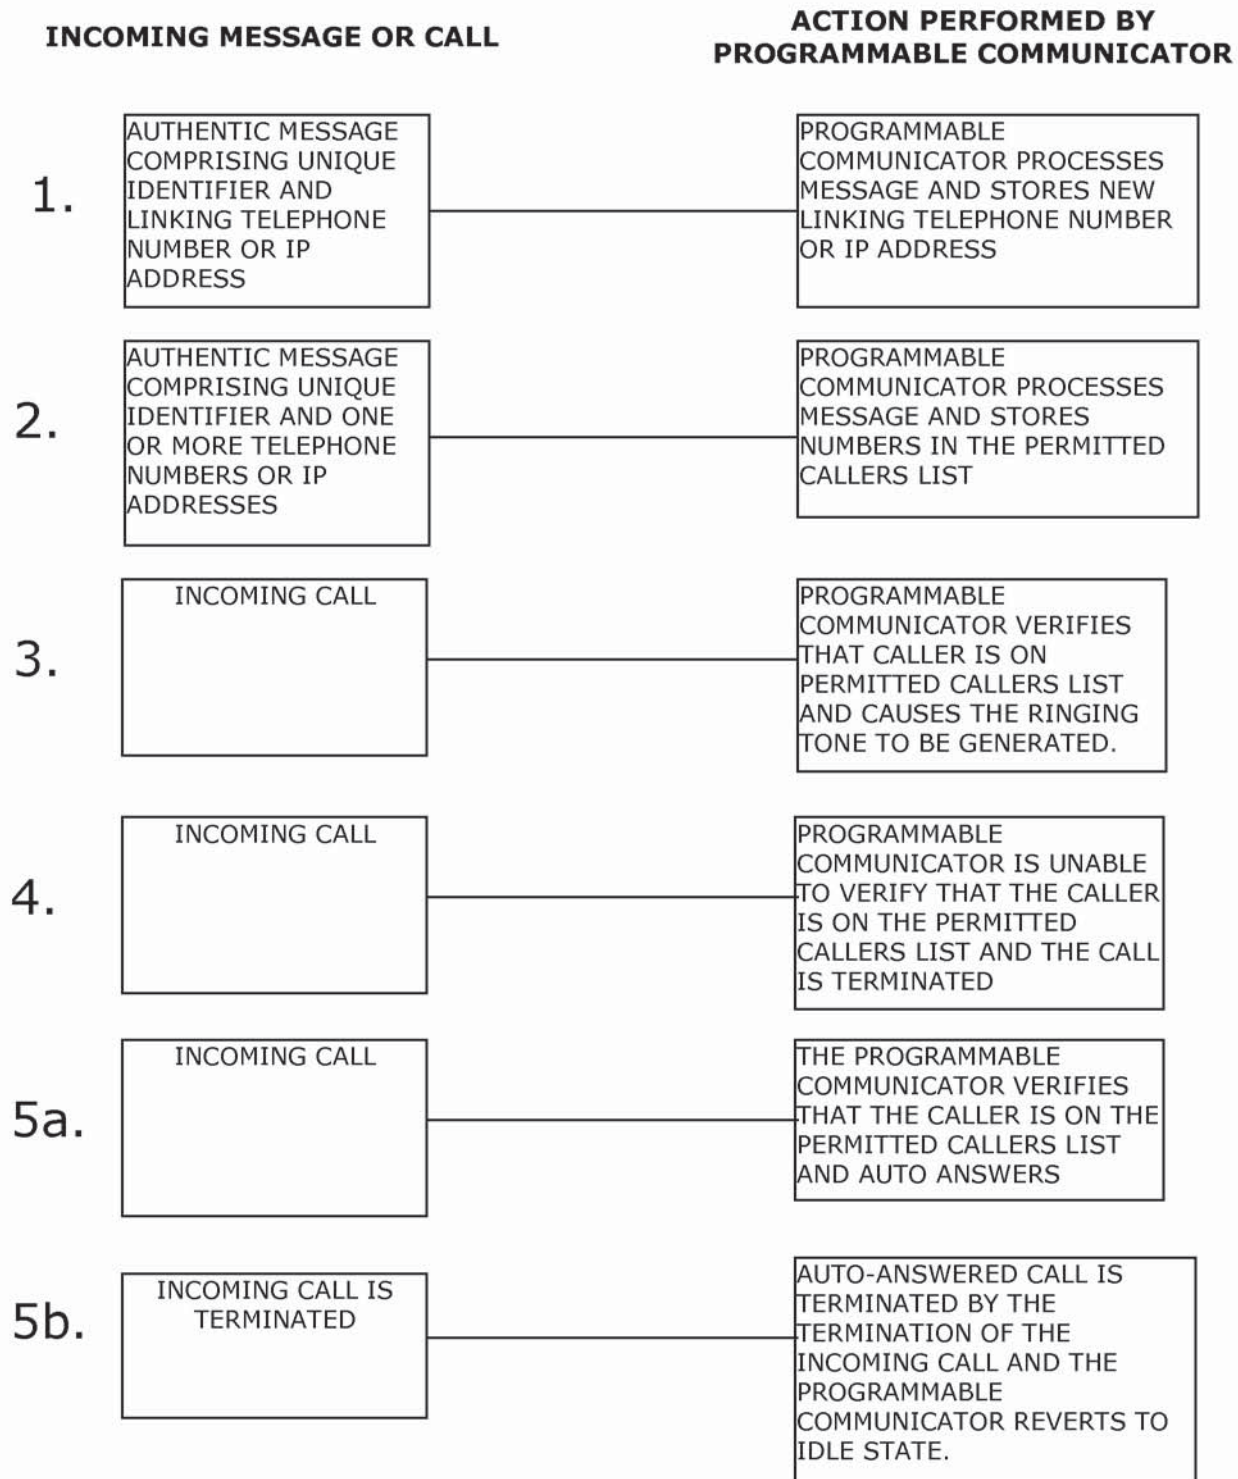 INCOMING MESSAGE OR CALL
ACTION PERFORMED BY
PROGRAMMABLE COMMUNICATOR
1.
AUTHENTIC MESSAGE
COMPRISING UNIQUE
IDENTIFIER AND
LINKING TELEPHONE
NUMBER OR IP
ADDRESS
PROGRAMMABLE
COMMUNICATOR PROCESSES
MESSAGE AND STORES NEW
LINKING TELEPHONE NUMBER
OR IP ADDRESS
2.
AUTHENTIC MESSAGE
COMPRISING UNIQUE
IDENTIFIER AND ONE
OR MORE TELEPHONE
NUMBERS OR IP
ADDRESSES
PROGRAMMABLE
COMMUNICATOR PROCESSES
MESSAGE AND STORES
NUMBERS IN THE PERMITTED
CALLERS LIST
3.
INCOMING CALL
PROGRAMMABLE
COMMUNICATOR VERIFIES
THAT CALLER IS ON
PERMITTED CALLERS LIST
AND CAUSES THE RINGING
TONE TO BE GENERATED.
4.
INCOMING CALL
PROGRAMMABLE
COMMUNICATOR IS UNABLE
TO VERIFY THAT THE CALLER
IS ON THE PERMITTED
CALLERS LIST AND THE CALL
IS TERMINATED
5a.
INCOMING CALL
THE PROGRAMMABLE
COMMUNICATOR VERIFIES
THAT THE CALLER IS ON THE
PERMITTED CALLERS LIST
AND AUTO ANSWERS
5b.
INCOMING CALL IS
TERMINATED
AUTO-ANSWERED CALL IS
TERMINATED BY THE
TERMINATION OF THE
INCOMING CALL AND THE
PROGRAMMABLE
COMMUNICATOR REVERTS TO
IDLE STATE.